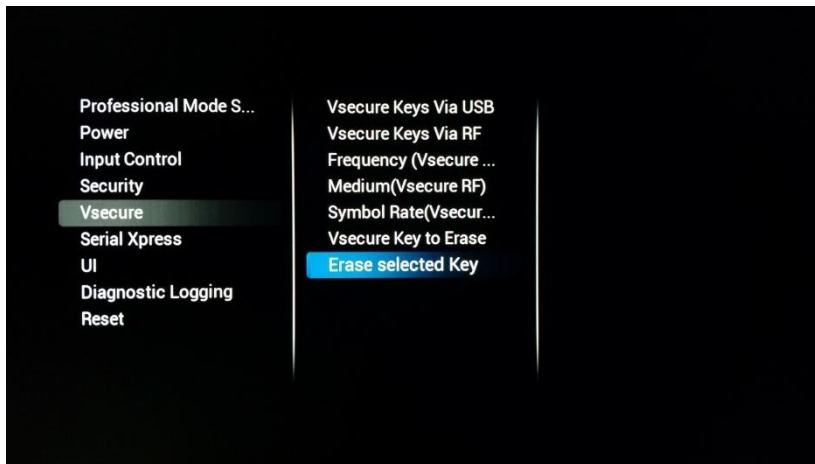 Professional Mode S...
Power
Input Control
Security
Vsecure
Serial Xpress
UI
Diagnostic Logging
Reset
Vsecure Keys Via USB
Vsecure Keys Via RF
Frequency (Vsecure ...
Medium(Vsecure RF)
Symbol Rate(Vsecur...
Vsecure Key to Erase
Erase selected Key